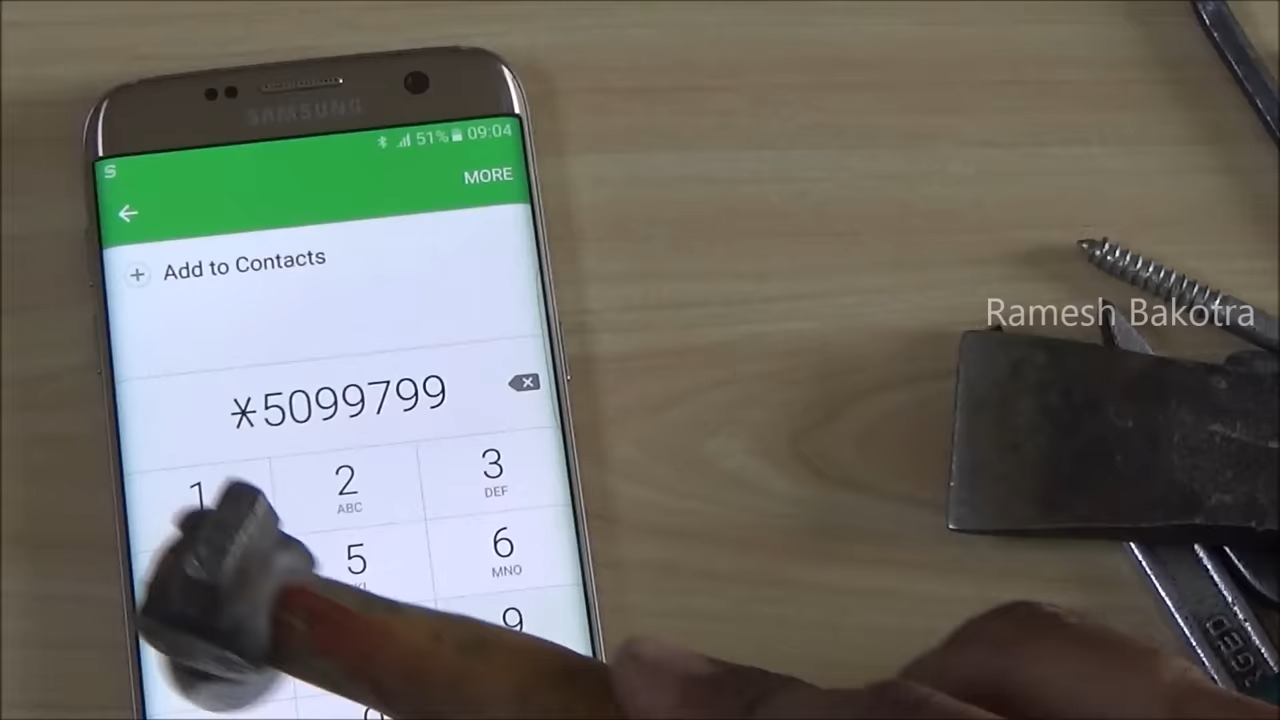 SAMSUNG
51% 09:04
MORE
Add to Contacts
*5099799
1
2
ABC
3
DEF
5
6
MNO
9
Ramesh Bakotra